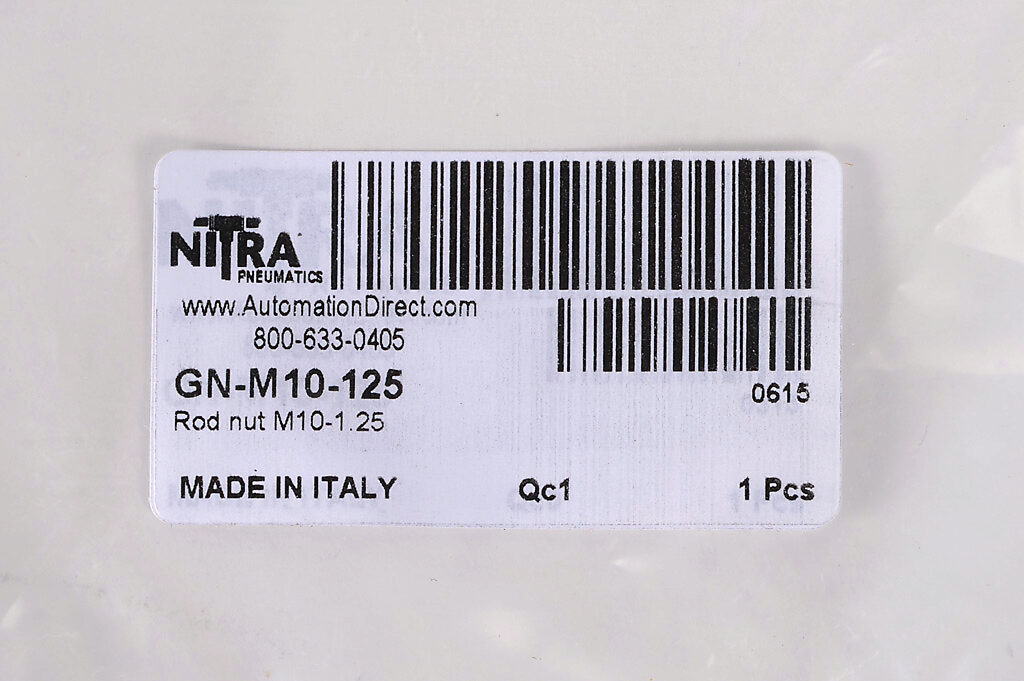 NITRA
PNEUMATICS
www.AutomationDirect.com
800-633-0405
GN-M10-125
Rod nut M10-1.25
0615
MADE IN ITALY Qc1 1 Pcs